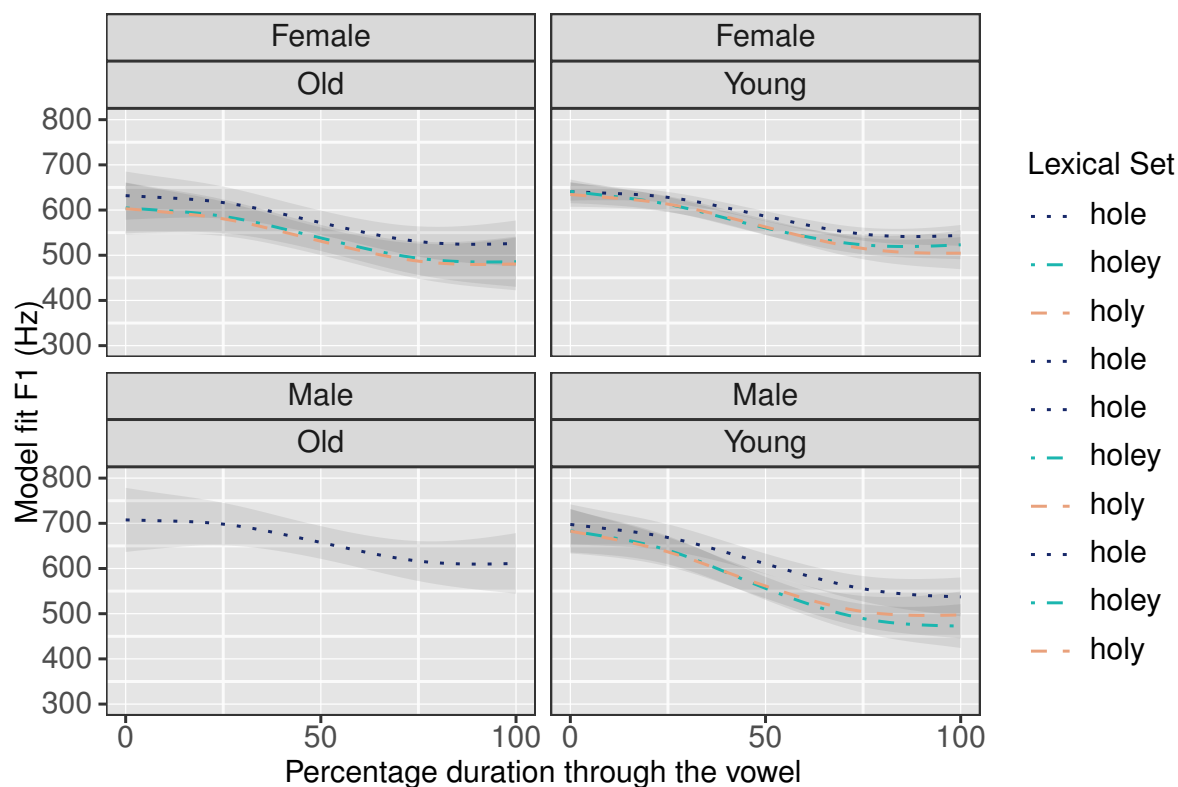 Female
Female
Old
Young
800
700
600
500
400
300
Male
Male
Old
Young
800
700
600
500
400
300
0
50
100
0
50
100
Percentage duration through the vowel
Model fit F1 (Hz)
Lexical Set
hole
holey
holy
hole
hole
holey
holy
hole
holey
holy